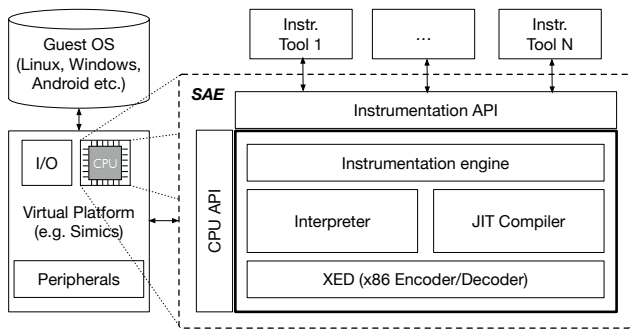 Guest OS
(Linux, Windows,
Android etc.)
Instr.
Tool 1
...
Instr.
Tool N
SAE
Instrumentation API
I/O
CPU
CPU API
Instrumentation engine
Virtual Platform
(e.g. Simics)
Interpreter
JIT Compiler
Peripherals
XED (x86 Encoder/Decoder)